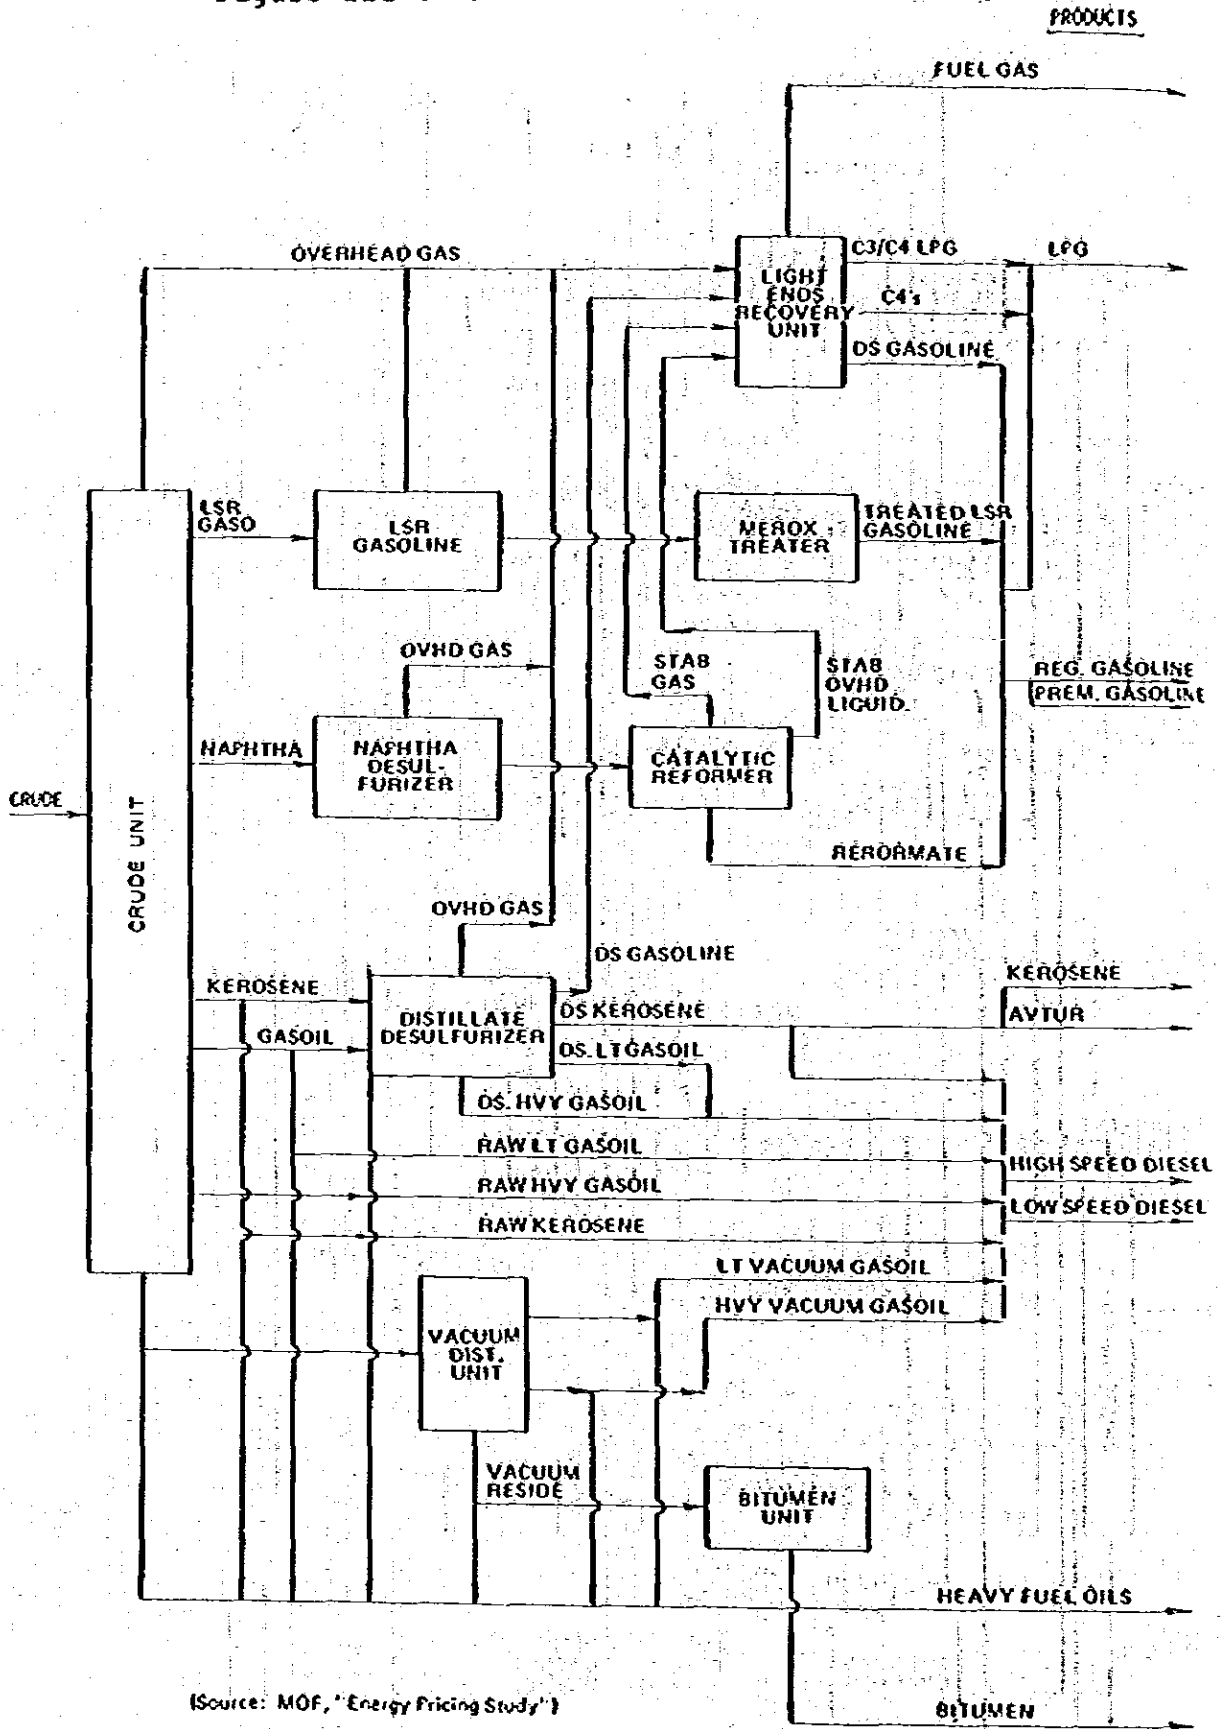 PRODUCTS
FUEL GAS
OVERHEAD GAS
C3/C4 LPG
LPG
LIGHT
ENDS
RECOVERY
UNIT
C4's
DS GASOLINE
LSR
GASO
LSR
GASOLINE
MEROX
TREATER
TREATED LSR
GASOLINE
OVHD GAS
STAB
GAS
STAB
OVHD
LIQUID.
REG. GASOLINE
PREM. GASOLINE
NAPHTHA
NAPHTHA
DESUL-
FURIZER
CATALYTIC
REFORMER
CRUDE
CRUDE UNIT
RERORMATE
OVHD GAS
DS GASOLINE
KEROSENE
KEROSENE
DISTILLATE
DESULFURIZER
DS KEROSENE
AVTUR
GASOIL
DS. LT GASOIL
DS. HVY GASOIL
RAW LT GASOIL
HIGH SPEED DIESEL
RAW HVY GASOIL
LOW SPEED DIESEL
RAW KEROSENE
LT VACUUM GASOIL
HVY VACUUM GASOIL
VACUUM
DIST.
UNIT
VACUUM
RESIDE
BITUMEN
UNIT
HEAVY FUEL OILS
(Source: MOF, "Energy Pricing Study")
BITUMEN